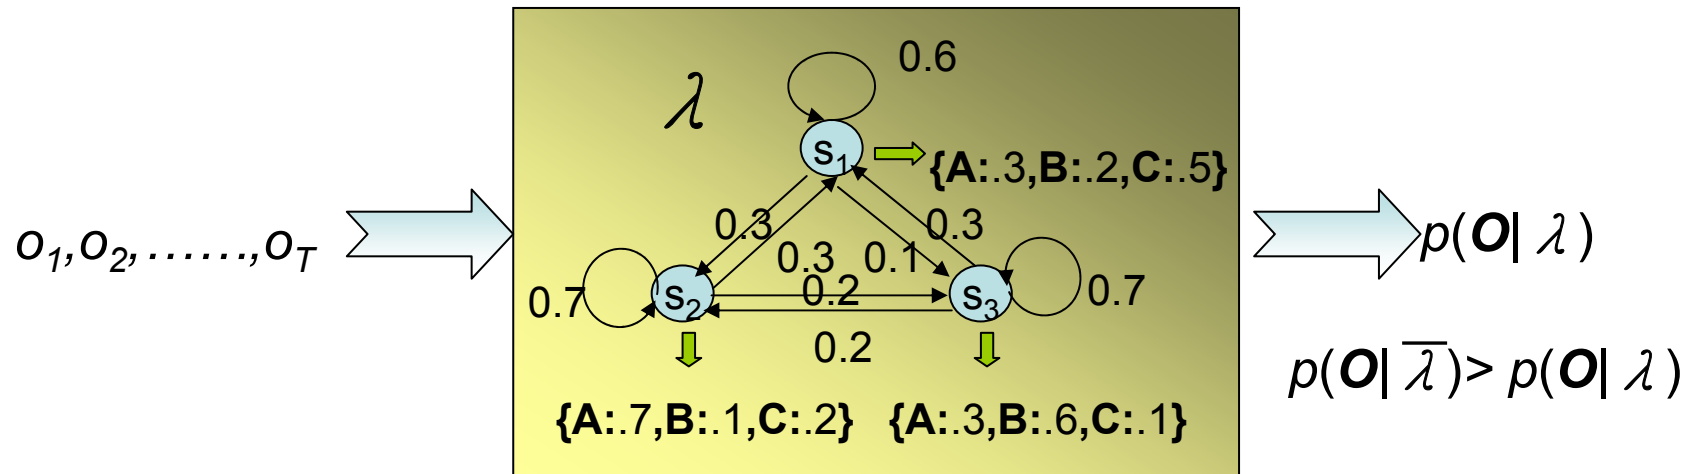 0.6
λ
s₁
{A:.3,B:.2,C:.5}
0.3
0.3
0.3
0.1
o₁,o₂,......,o_T
p(O| λ)
0.7
s₂
0.2
s₃
0.7
0.2
p(O| λ̅)> p(O| λ)
{A:.7,B:.1,C:.2}
{A:.3,B:.6,C:.1}